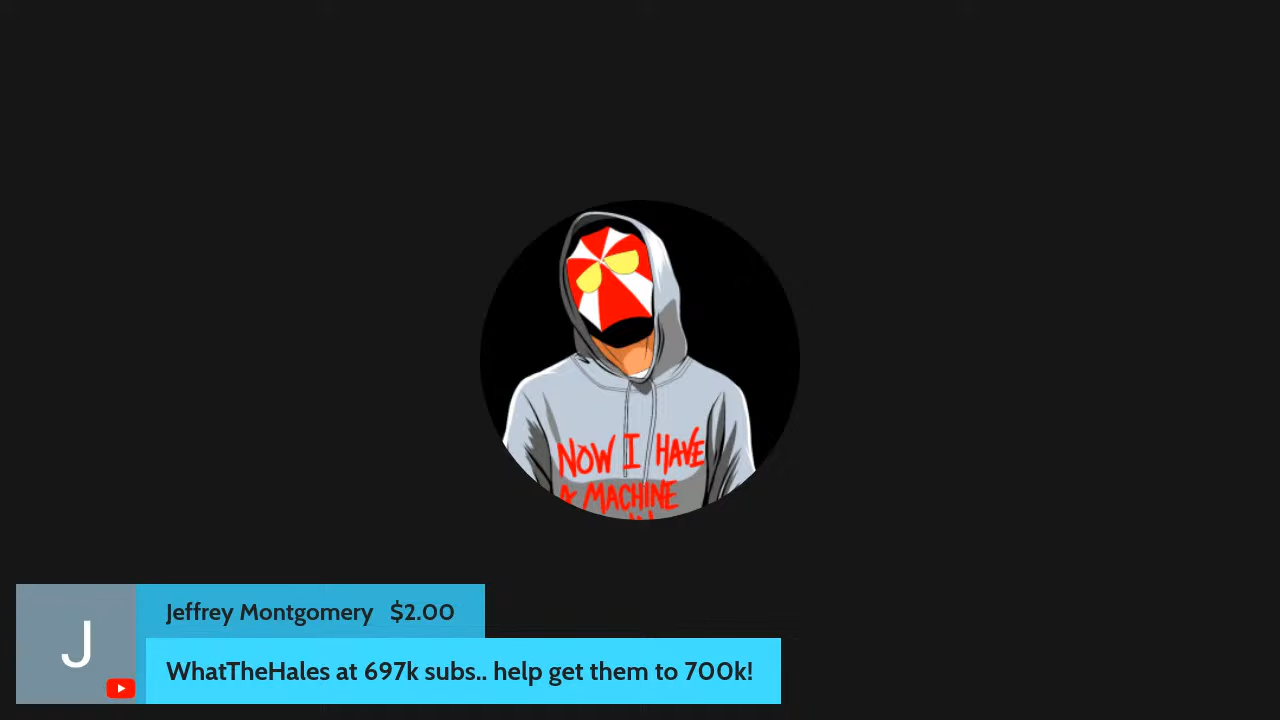 NOW I HAVE
A MACHINE
J
Jeffrey Montgomery $2.00
WhatTheHales at 697k subs.. help get them to 700k!